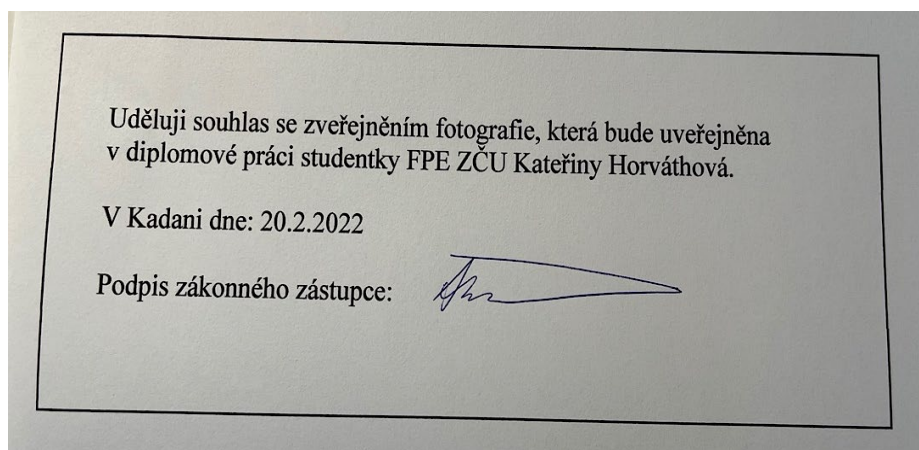 Uděluji souhlas se zveřejněním fotografie, která bude uveřejněna
v diplomové práci studentky FPE ZČU Kateřiny Horváthová.
V Kadani dne: 20.2.2022
Podpis zákonného zástupce: